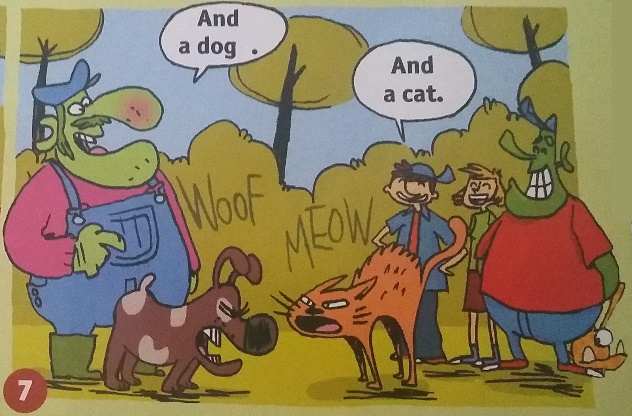 And
a dog .
And
a cat.
WOOF
MEOW
7